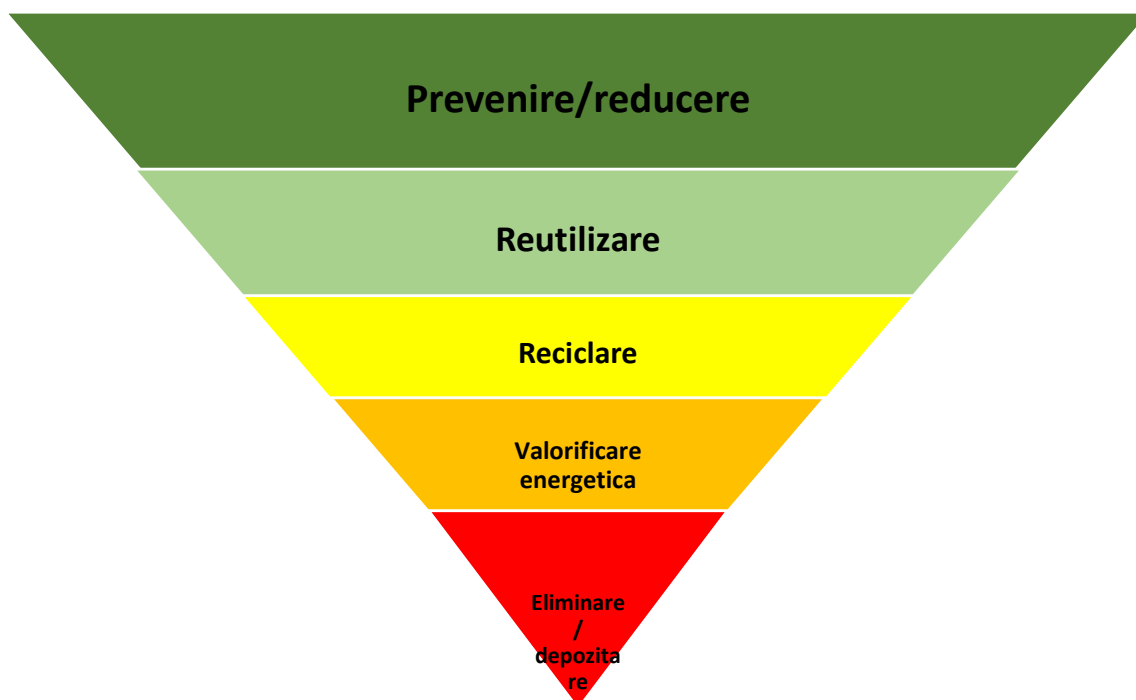 Prevenire/reducere
Reutilizare
Reciclare
Valorificare
energetica
Eliminare
/
depozita
re